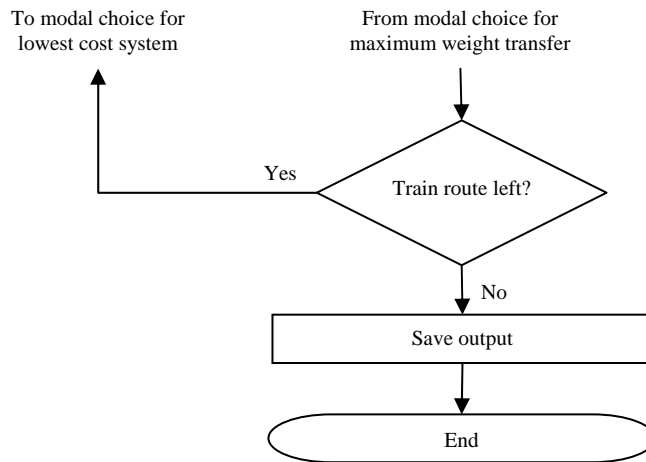 To modal choice for
lowest cost system
From modal choice for
maximum weight transfer
Yes
Train route left?
No
Save output
End